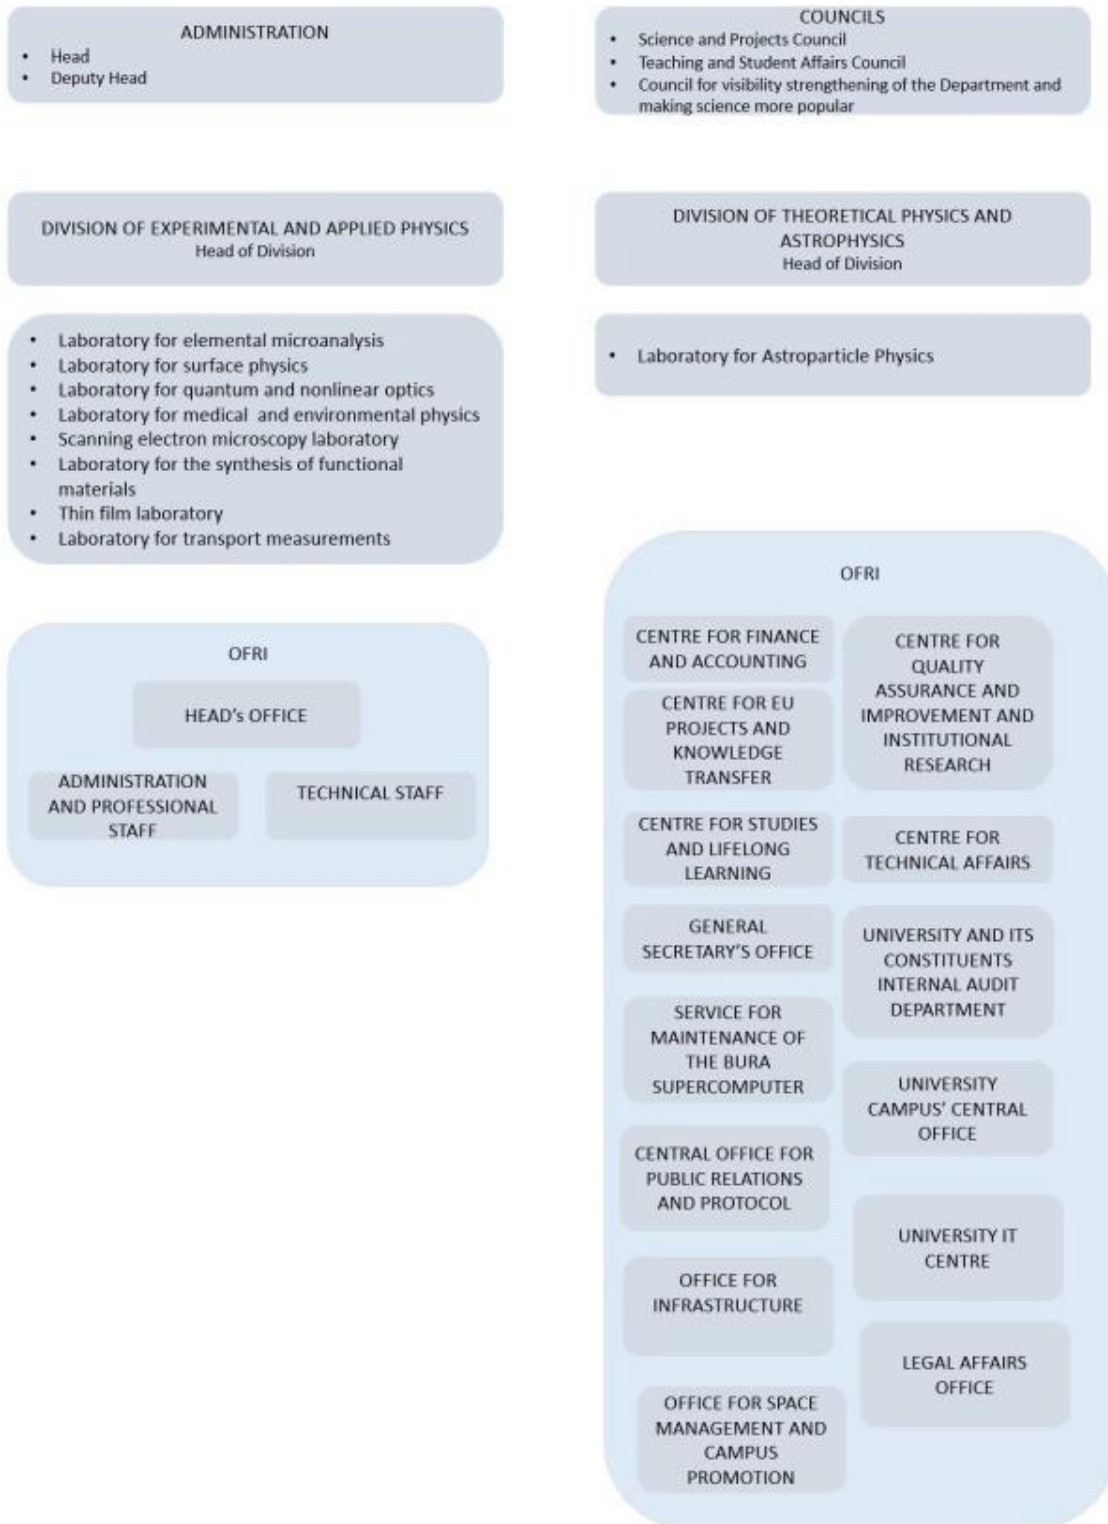 ADMINISTRATION
• Head
• Deputy Head
COUNCILS
• Science and Projects Council
• Teaching and Student Affairs Council
• Council for visibility strengthening of the Department and
making science more popular
DIVISION OF EXPERIMENTAL AND APPLIED PHYSICS
Head of Division
DIVISION OF THEORETICAL PHYSICS AND
ASTROPHYSICS
Head of Division
• Laboratory for elemental microanalysis
• Laboratory for surface physics
• Laboratory for quantum and nonlinear optics
• Laboratory for medical and environmental physics
• Scanning electron microscopy laboratory
• Laboratory for the synthesis of functional
materials
• Thin film laboratory
• Laboratory for transport measurements
• Laboratory for Astroparticle Physics
OFRI
HEAD's OFFICE
ADMINISTRATION
AND PROFESSIONAL
STAFF
TECHNICAL STAFF
OFRI
CENTRE FOR FINANCE
AND ACCOUNTING
CENTRE FOR EU
PROJECTS AND
KNOWLEDGE
TRANSFER
CENTRE FOR STUDIES
AND LIFELONG
LEARNING
GENERAL
SECRETARY'S OFFICE
SERVICE FOR
MAINTENANCE OF
THE BURA
SUPERCOMPUTER
CENTRAL OFFICE FOR
PUBLIC RELATIONS
AND PROTOCOL
OFFICE FOR
INFRASTRUCTURE
OFFICE FOR SPACE
MANAGEMENT AND
CAMPUS
PROMOTION
CENTRE FOR
QUALITY
ASSURANCE AND
IMPROVEMENT AND
INSTITUTIONAL
RESEARCH
CENTRE FOR
TECHNICAL AFFAIRS
UNIVERSITY AND ITS
CONSTITUENTS
INTERNAL AUDIT
DEPARTMENT
UNIVERSITY
CAMPUS' CENTRAL
OFFICE
UNIVERSITY IT
CENTRE
LEGAL AFFAIRS
OFFICE